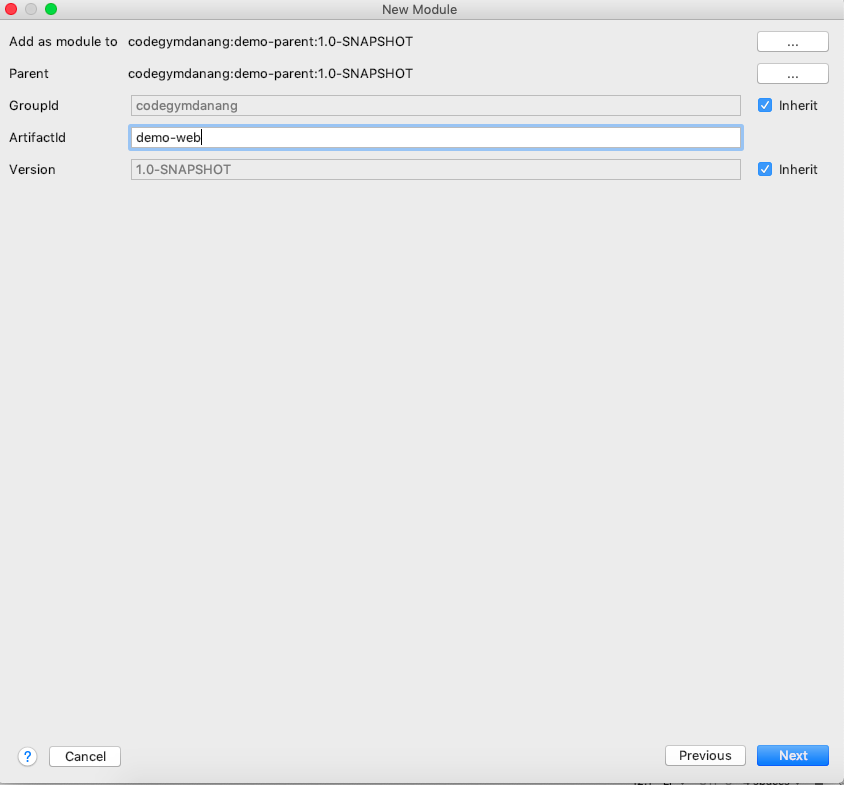 New Module
Add as module to codegymdanang:demo-parent:1.0-SNAPSHOT ...
Parent codegymdanang:demo-parent:1.0-SNAPSHOT ...
GroupId codegymdanang Inherit
ArtifactId demo-web
Version 1.0-SNAPSHOT Inherit
? Cancel Previous Next